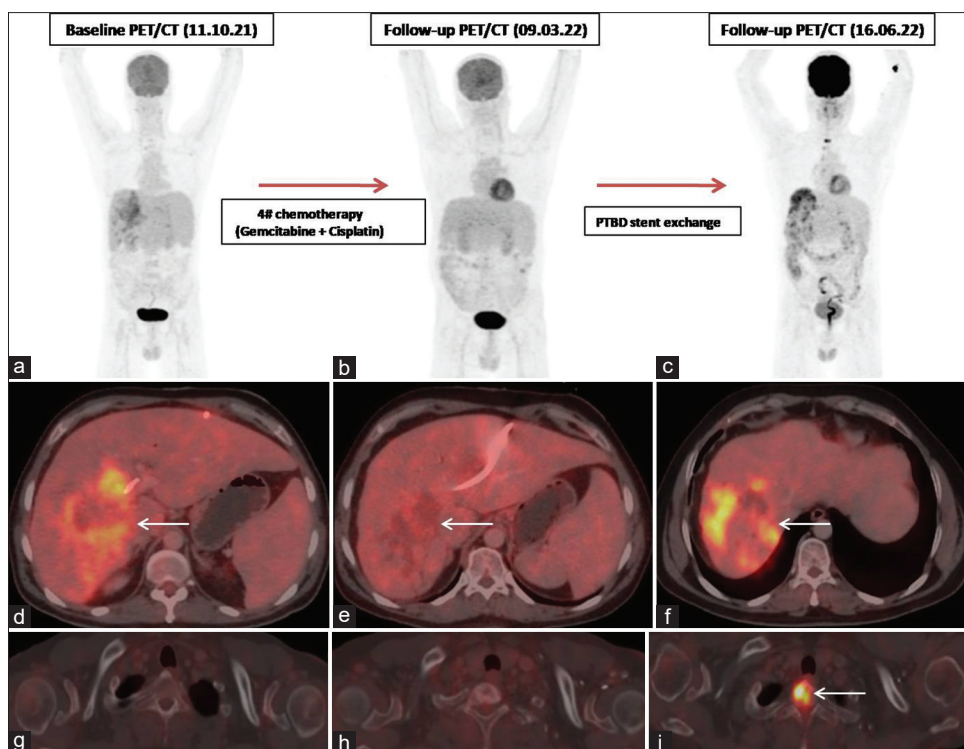 Baseline PET/CT (11.10.21)
Follow-up PET/CT (09.03.22)
Follow-up PET/CT (16.06.22)
4# chemotherapy
(Gemcitabine + Cisplatin)
PTBD stent exchange
a
b
c
d
e
f
g
h
i